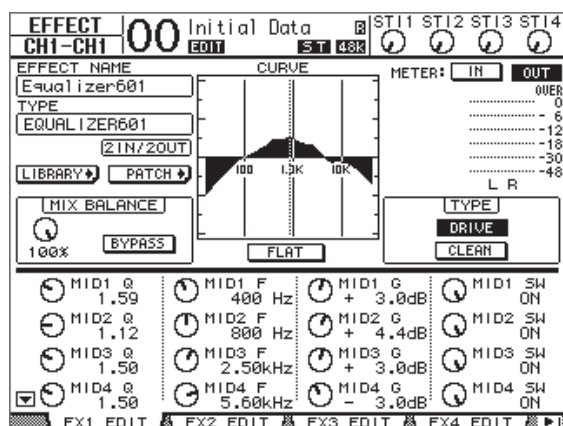 EFFECT
CH1-CH1
00 Initial Data
EDIT ST 48K
STI1 STI2 STI3 STI4
EFFECT NAME
Equalizer601
TYPE
EQUALIZER601
2IN/2OUT
LIBRARY PATCH
CURVE
100 1.0K 10K
FLAT
METER: IN OUT
OVER
0
- 6
-12
-18
-30
-48
L R
MIX BALANCE
100% BYPASS
TYPE
DRIVE
CLEAN
MID1 Q 1.59 MID1 F 400 Hz MID1 G + 3.0dB MID1 SW ON
MID2 Q 1.12 MID2 F 800 Hz MID2 G + 4.4dB MID2 SW ON
MID3 Q 1.50 MID3 F 2.50kHz MID3 G + 3.0dB MID3 SW ON
MID4 Q 1.50 MID4 F 5.60kHz MID4 G - 3.0dB MID4 SW ON
FX1 EDIT FX2 EDIT FX3 EDIT FX4 EDIT